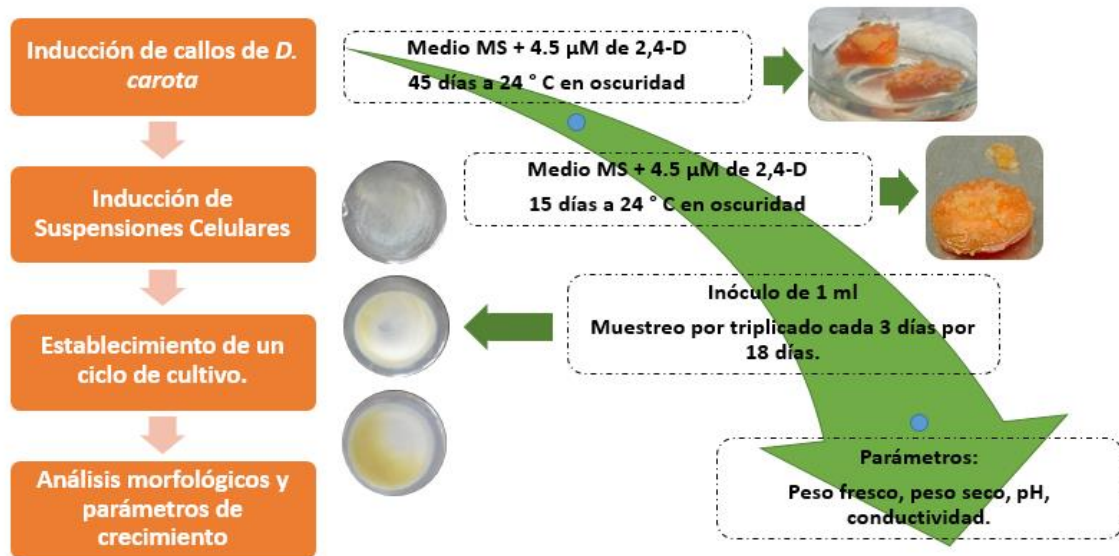 Inducción de callos de D.
carota
Medio MS + 4.5 µM de 2,4-D
45 días a 24 ° C en oscuridad
Inducción de
Suspensiones Celulares
Medio MS + 4.5 µM de 2,4-D
15 días a 24 ° C en oscuridad
Establecimiento de un
ciclo de cultivo.
Inóculo de 1 ml
Muestreo por triplicado cada 3 días por
18 días.
Análisis morfológicos y
parámetros de
crecimiento
Parámetros:
Peso fresco, peso seco, pH,
conductividad.